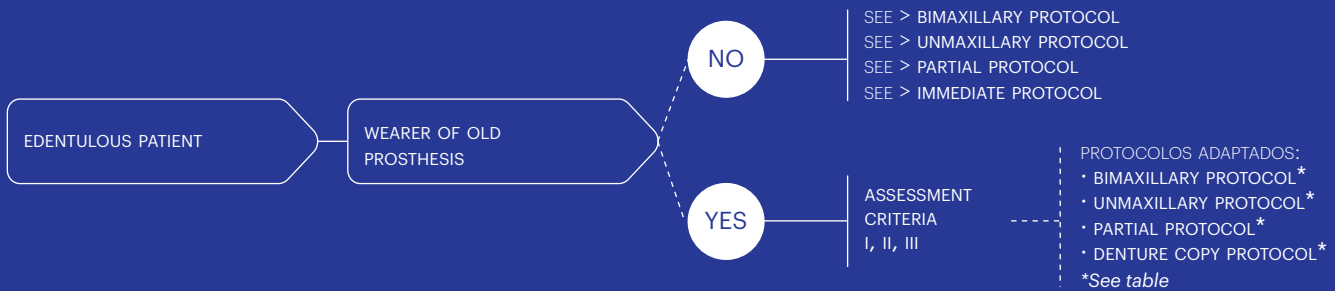 EDENTULOUS PATIENT
WEARER OF OLD
PROSTHESIS
NO
SEE > BIMAXILLARY PROTOCOL
SEE > UNMAXILLARY PROTOCOL
SEE > PARTIAL PROTOCOL
SEE > IMMEDIATE PROTOCOL
YES
ASSESSMENT
CRITERIA
I, II, III
PROTOCOLOS ADAPTADOS:
· BIMAXILLARY PROTOCOL*
· UNMAXILLARY PROTOCOL*
· PARTIAL PROTOCOL*
· DENTURE COPY PROTOCOL*
*See table